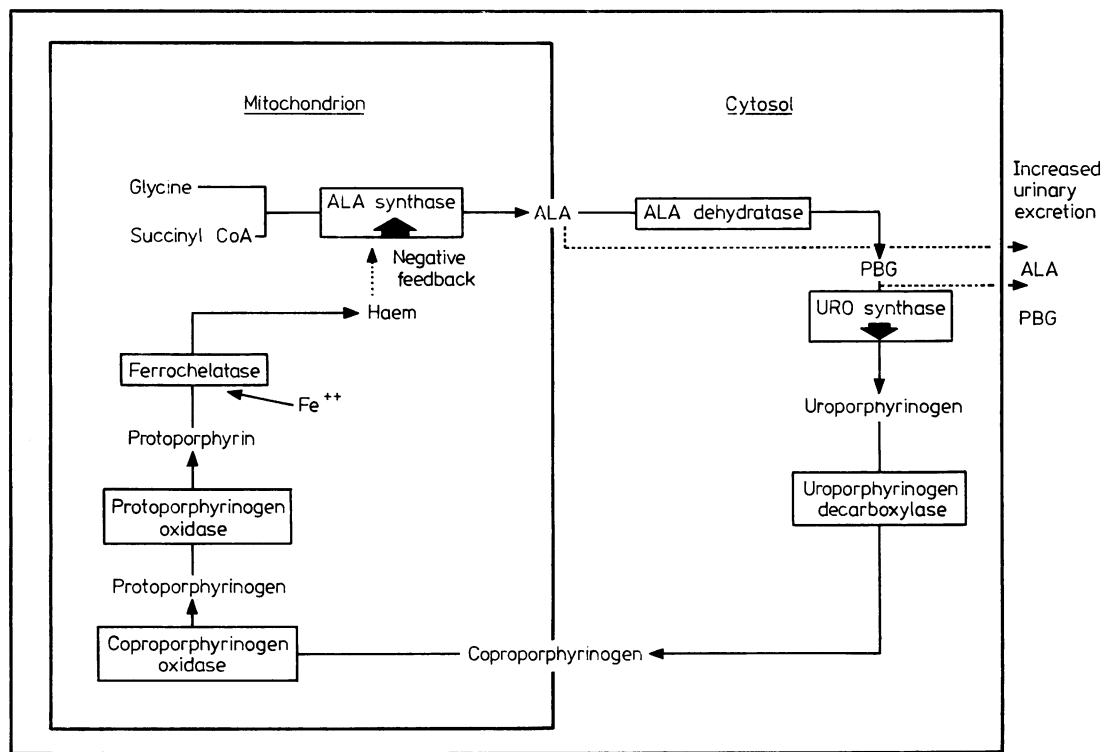 Mitochondrion
Cytosol
Glycine
Succinyl CoA
ALA synthase
Negative
feedback
Haem
Ferrochelatase
Fe++
Protoporphyrin
Protoporphyrinogen
oxidase
Protoporphyrinogen
Coproporphyrinogen
oxidase
ALA
ALA dehydratase
PBG
URO synthase
Uroporphyrinogen
Uroporphyrinogen
decarboxylase
Coproporphyrinogen
Increased
urinary
excretion
ALA
PBG